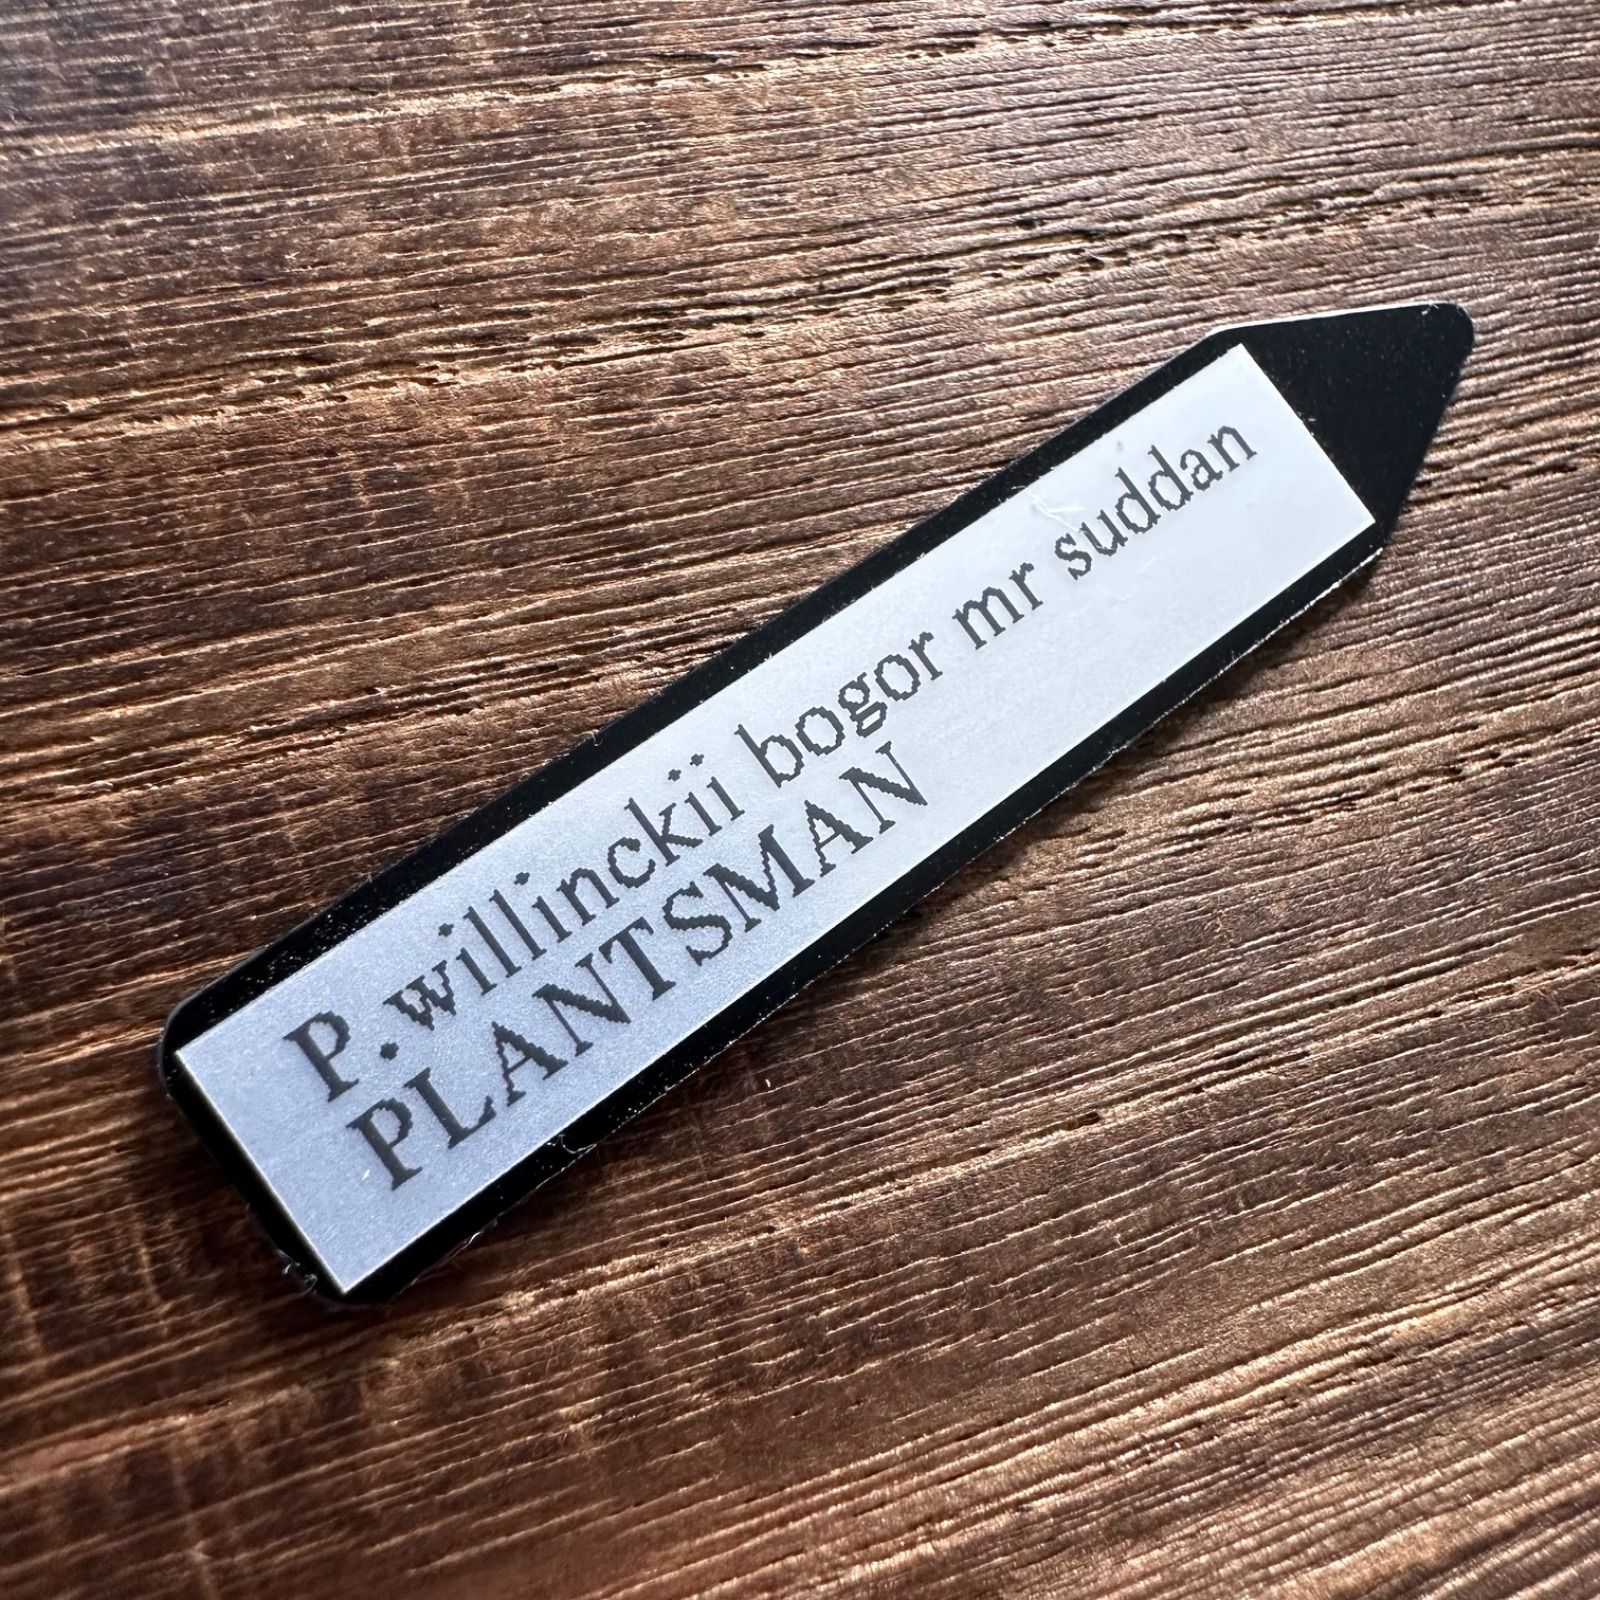 P. willinckii bogor mr suddan
PLANTSMAN